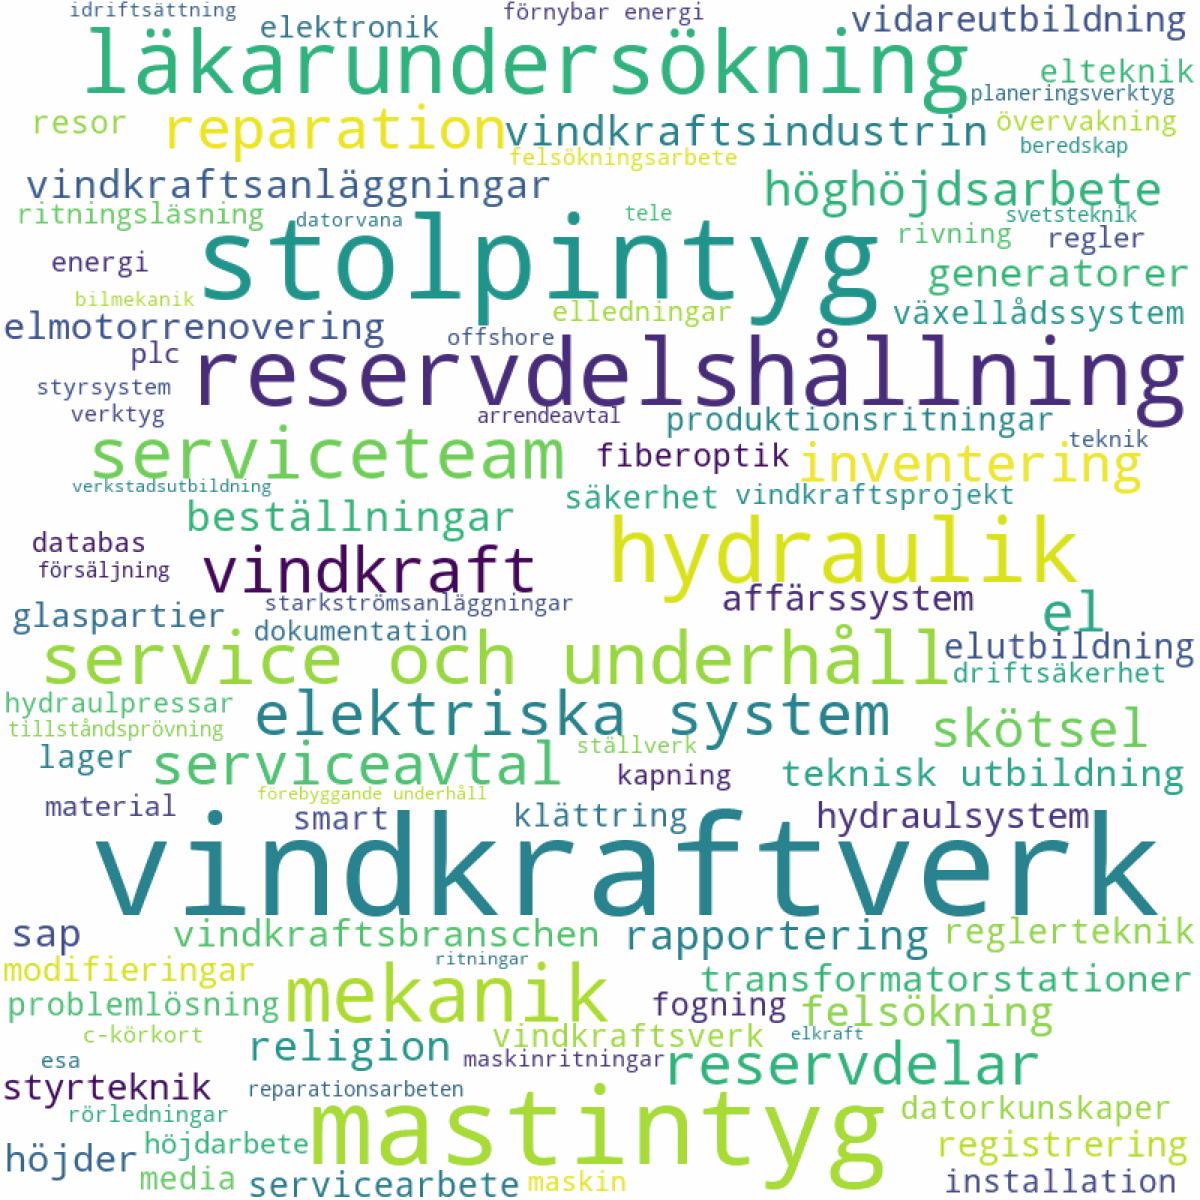 idriftsättning
förnybar energi
vidareutbildning
elektronik
läkarundersökning
elteknik
planeringsverktyg
resor
reparation
vindkraftsindustrin
övervakning
felsökningsarbete
beredskap
vindkraftsanläggningar
höghöjdsarbete
ritningsläsning
datorvana
tele
svetsteknik
stolpintyg
rivning
regler
energi
generatorer
bilmekanik
elledningar
växellådssystem
elmotorrenovering
offshore
plc
reservdelshållning
styrsystem
verktyg
arrendeavtal
produktionsritningar
serviceteam
fiberoptik
inventering
teknik
verkstadsutbildning
säkerhet
vindkraftsprojekt
beställningar
hydraulik
databas
vindkraft
försäljning
affärssystem
glaspartier
starkströmsanläggningar
el
dokumentation
service och underhåll
elutbildning
driftsäkerhet
hydraulpressar
elektriska system
skötsel
tillståndsprövning
lager
serviceavtal
ställverk
kapning
teknisk utbildning
förebyggande underhåll
material
smart
klättring
hydraulsystem
vindkraftverk
sap
vindkraftsbranschen
rapportering
reglerteknik
ritningar
modifieringar
mekanik
transformatorstationer
problemlösning
fogning
felsökning
c-körkort
religion
vindkraftsverk
elkraft
esa
maskinritningar
reservdelar
styrteknik
reparationsarbeten
mastintyg
rörledningar
datorkunskaper
höjder
höjdarbete
registrering
media
servicearbete
maskin
installation